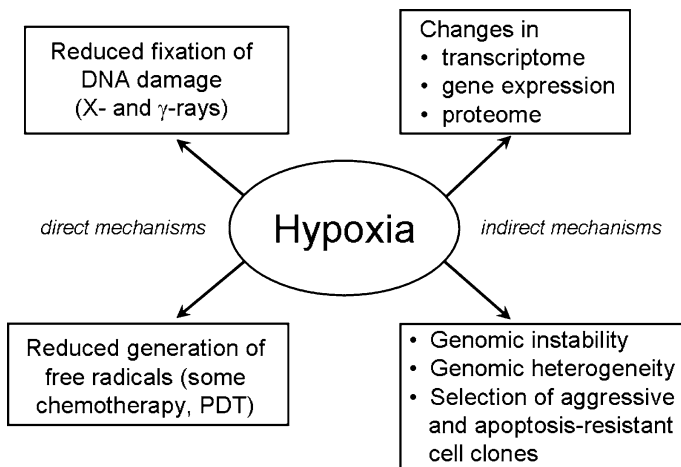 Reduced fixation of
DNA damage
(X- and γ-rays)
Changes in
• transcriptome
• gene expression
• proteome
direct mechanisms
Hypoxia
indirect mechanisms
Reduced generation of
free radicals (some
chemotherapy, PDT)
• Genomic instability
• Genomic heterogeneity
• Selection of aggressive
and apoptosis-resistant
cell clones